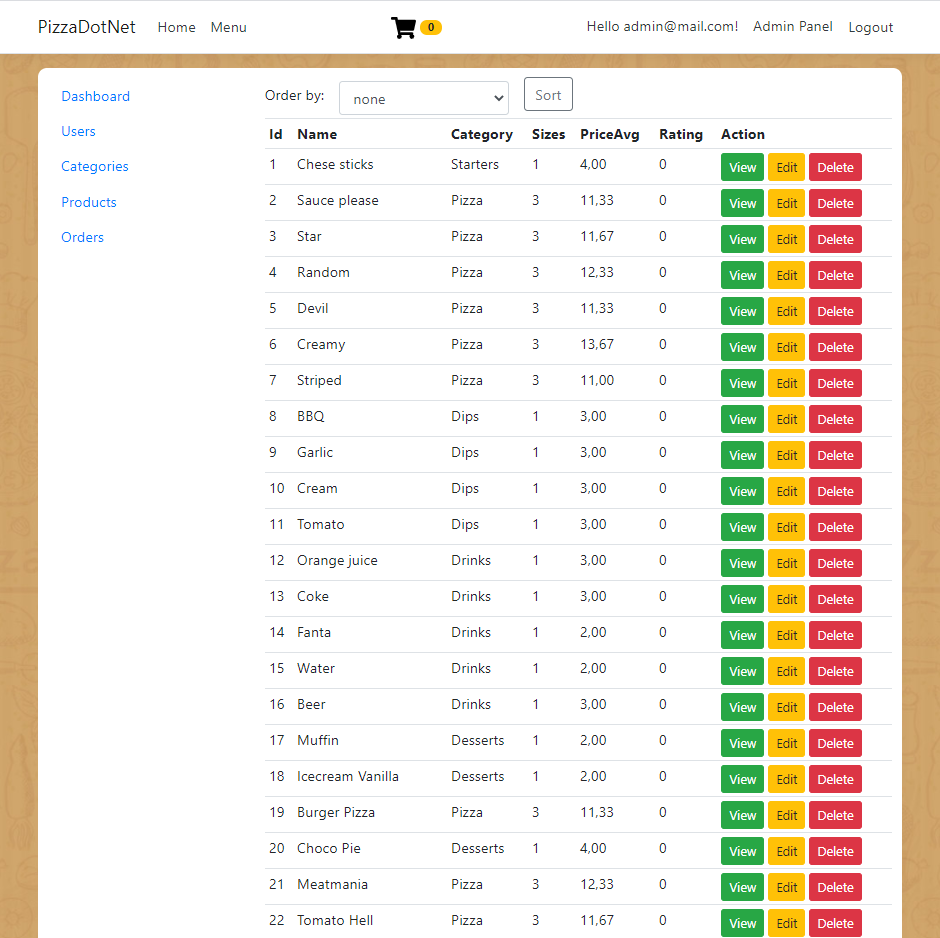 PizzaDotNet Home Menu 0 Hello admin@mail.com! Admin Panel Logout
Dashboard
Users
Categories
Products
Orders
Order by: none Sort
Id Name Category Sizes PriceAvg Rating Action
1 Chese sticks Starters 1 4,00 0 View Edit Delete
2 Sauce please Pizza 3 11,33 0 View Edit Delete
3 Star Pizza 3 11,67 0 View Edit Delete
4 Random Pizza 3 12,33 0 View Edit Delete
5 Devil Pizza 3 11,33 0 View Edit Delete
6 Creamy Pizza 3 13,67 0 View Edit Delete
7 Striped Pizza 3 11,00 0 View Edit Delete
8 BBQ Dips 1 3,00 0 View Edit Delete
9 Garlic Dips 1 3,00 0 View Edit Delete
10 Cream Dips 1 3,00 0 View Edit Delete
11 Tomato Dips 1 3,00 0 View Edit Delete
12 Orange juice Drinks 1 3,00 0 View Edit Delete
13 Coke Drinks 1 3,00 0 View Edit Delete
14 Fanta Drinks 1 2,00 0 View Edit Delete
15 Water Drinks 1 2,00 0 View Edit Delete
16 Beer Drinks 1 3,00 0 View Edit Delete
17 Muffin Desserts 1 2,00 0 View Edit Delete
18 Icecream Vanilla Desserts 1 2,00 0 View Edit Delete
19 Burger Pizza Pizza 3 11,33 0 View Edit Delete
20 Choco Pie Desserts 1 4,00 0 View Edit Delete
21 Meatmania Pizza 3 12,33 0 View Edit Delete
22 Tomato Hell Pizza 3 11,67 0 View Edit Delete